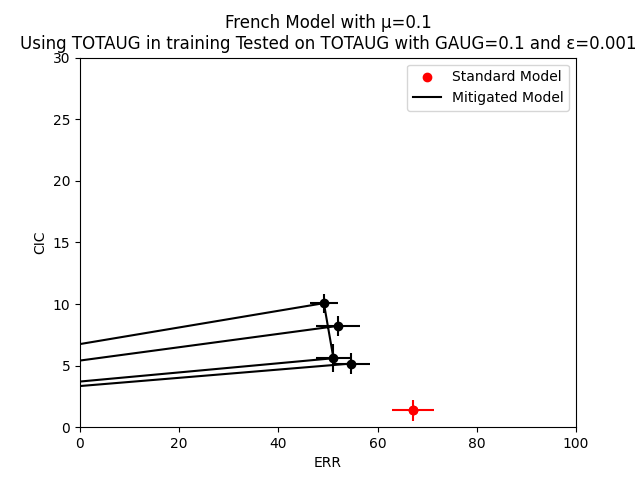 French Model with μ=0.1
Using TOTAUG in training Tested on TOTAUG with GAUG=0.1 and ε=0.001
Standard Model
Mitigated Model
30
25
20
15
10
5
0
CIC
0 20 40 60 80 100
ERR